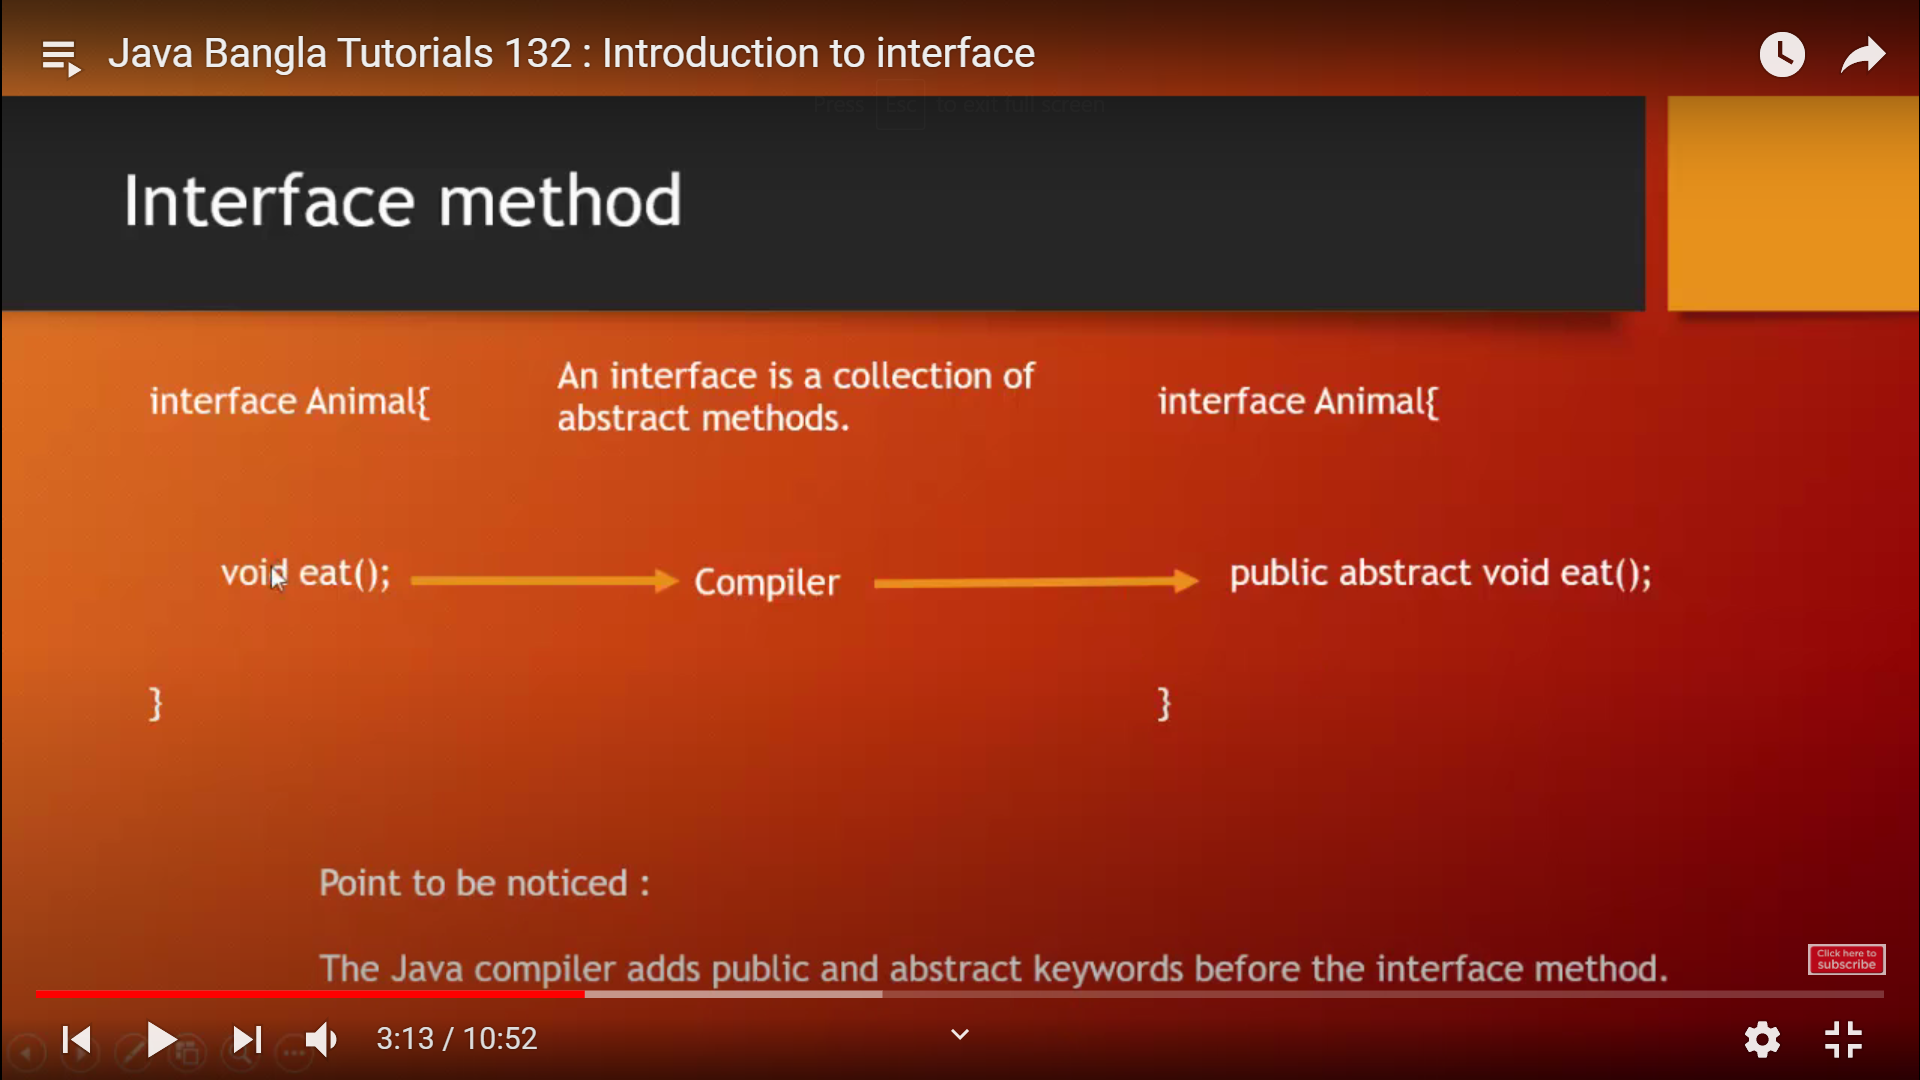 Java Bangla Tutorials 132 : Introduction to interface
Press Esc to exit full screen
Interface method
interface Animal{
An interface is a collection of
abstract methods.
interface Animal{
void eat();
Compiler
public abstract void eat();
}
}
Point to be noticed :
The Java compiler adds public and abstract keywords before the interface method.
Click here to
subscribe
3:13 / 10:52